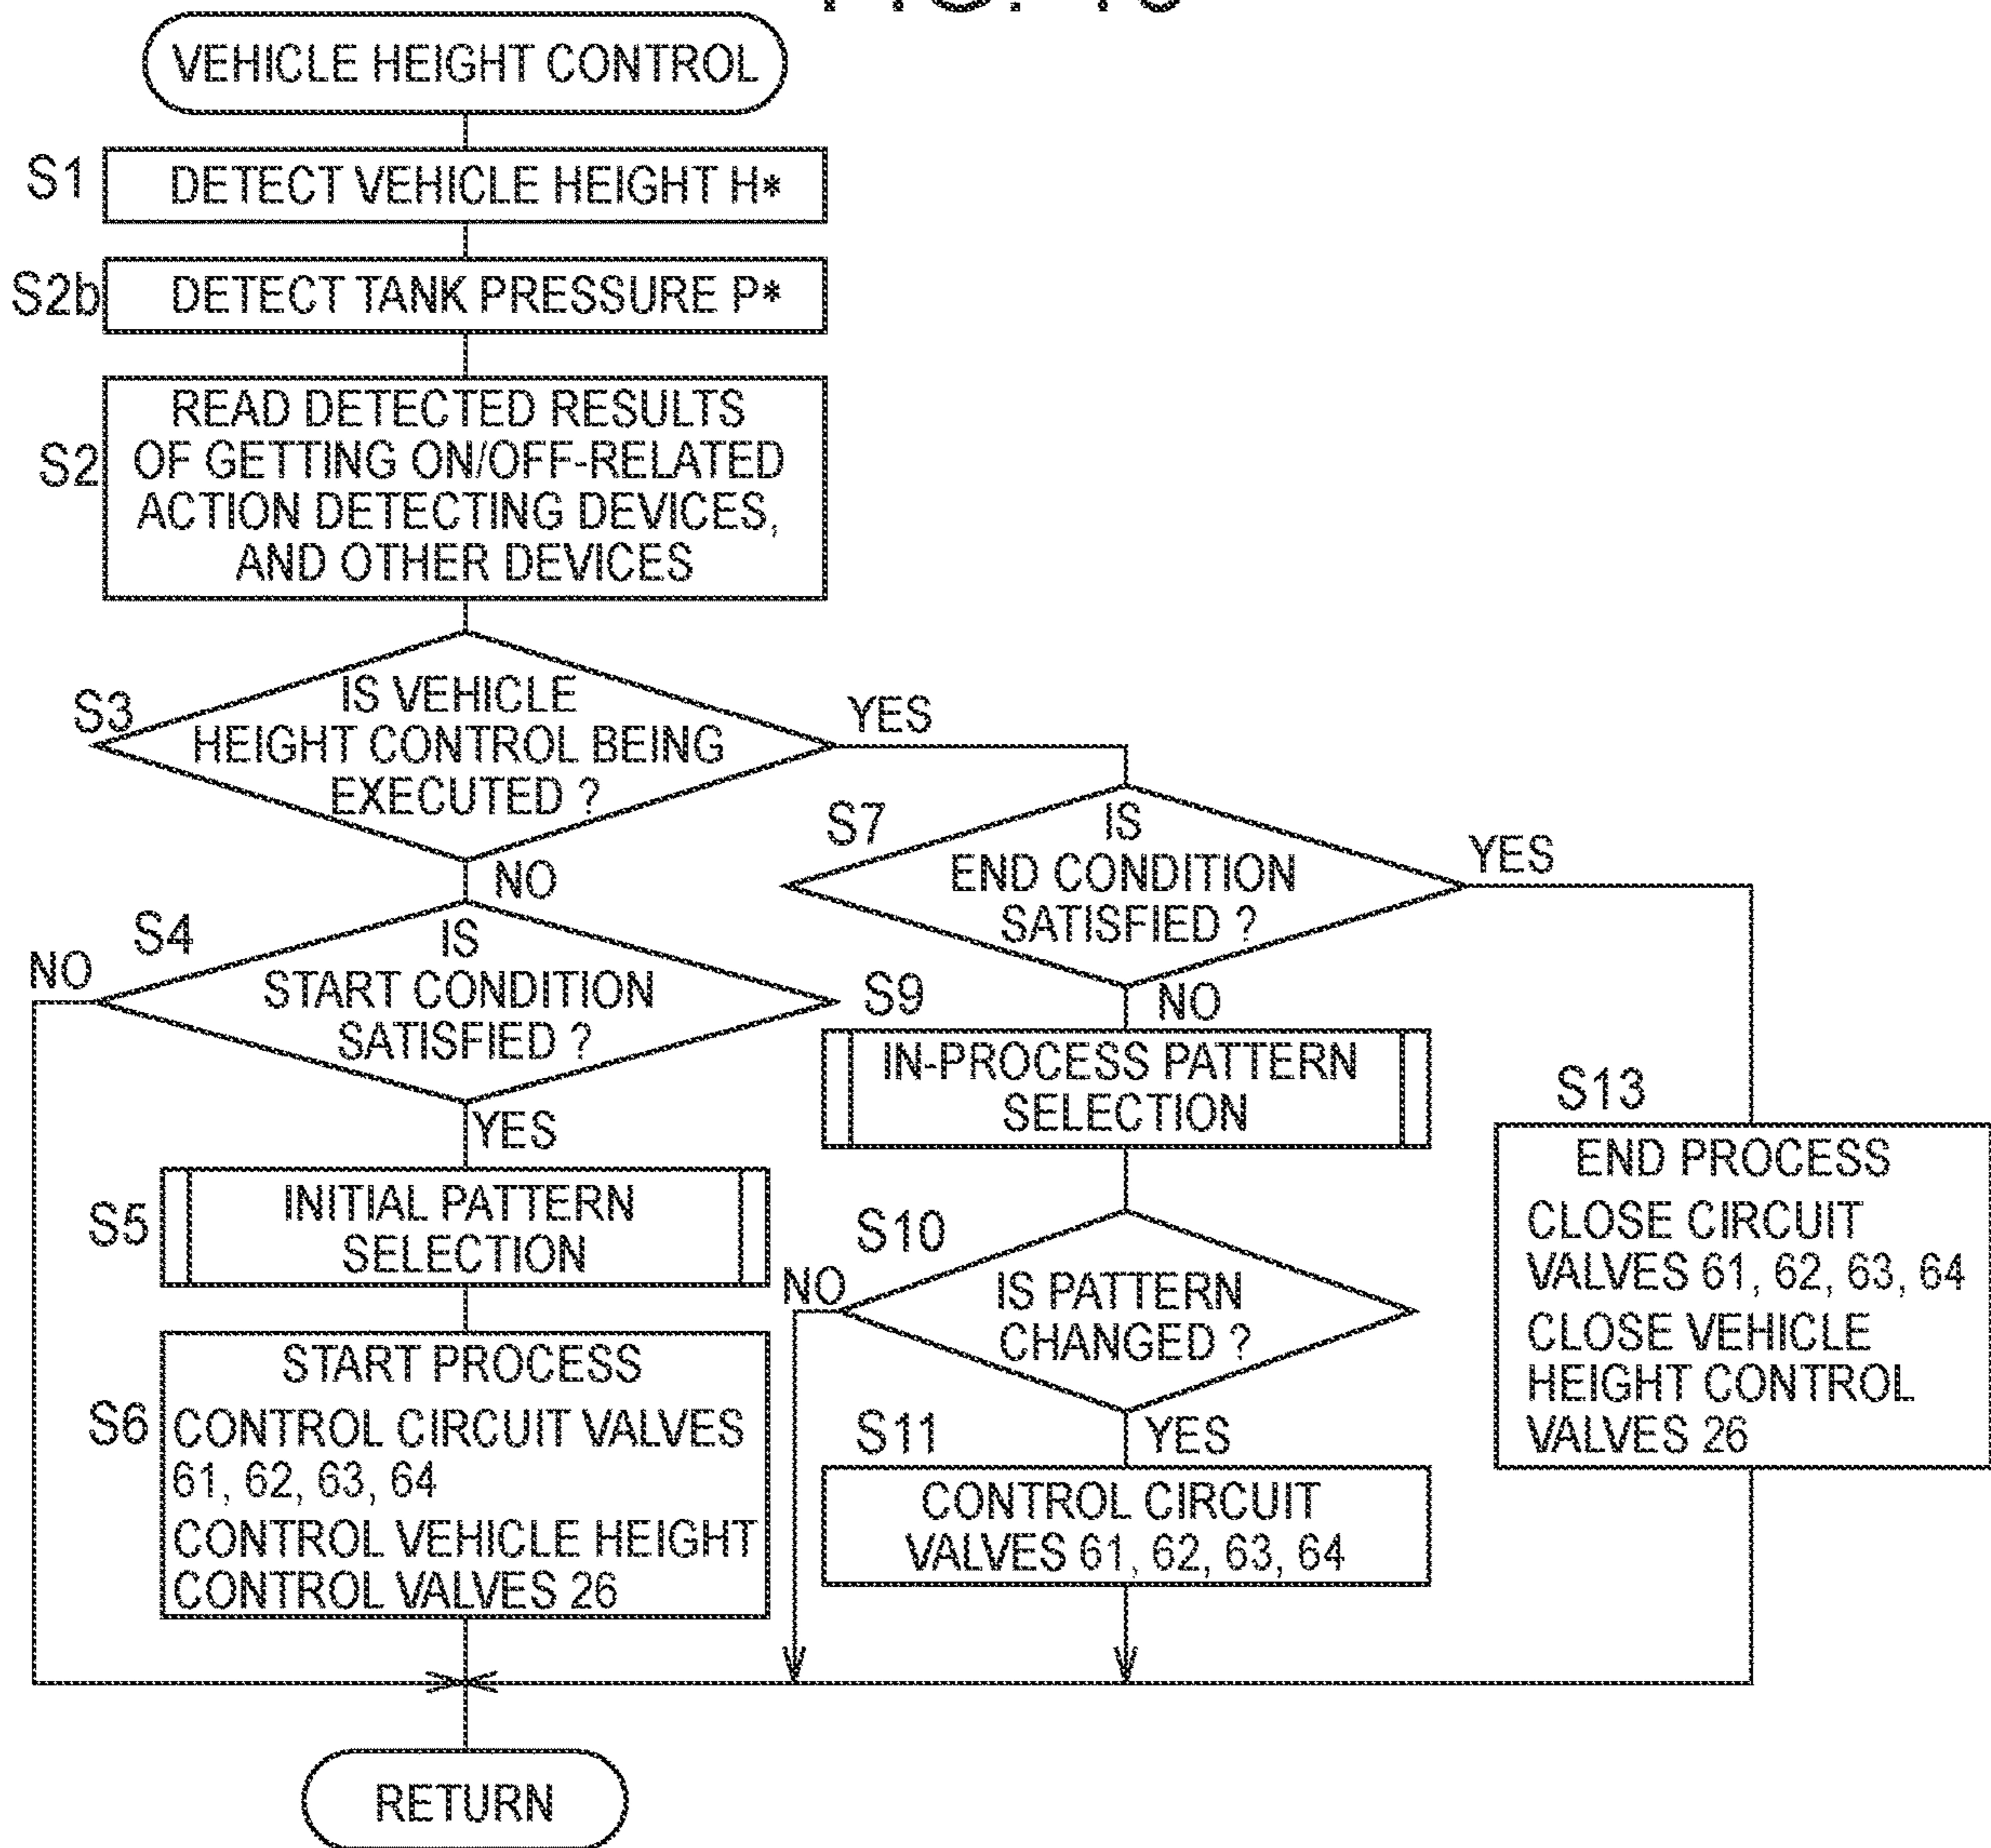 VEHICLE HEIGHT CONTROL
S1
DETECT VEHICLE HEIGHT H*
S2b
DETECT TANK PRESSURE P*
S2
READ DETECTED RESULTS
OF GETTING ON/OFF-RELATED
ACTION DETECTING DEVICES,
AND OTHER DEVICES
S3
IS VEHICLE
HEIGHT CONTROL BEING
EXECUTED ?
YES
NO
S4
IS
START CONDITION
SATISFIED ?
NO
YES
S5
INITIAL PATTERN
SELECTION
S6
START PROCESS
CONTROL CIRCUIT VALVES
61, 62, 63, 64
CONTROL VEHICLE HEIGHT
CONTROL VALVES 26
S7
IS
END CONDITION
SATISFIED ?
YES
NO
S9
IN-PROCESS PATTERN
SELECTION
S10
IS PATTERN
CHANGED ?
NO
YES
S11
CONTROL CIRCUIT
VALVES 61, 62, 63, 64
S13
END PROCESS
CLOSE CIRCUIT
VALVES 61, 62, 63, 64
CLOSE VEHICLE
HEIGHT CONTROL
VALVES 26
RETURN